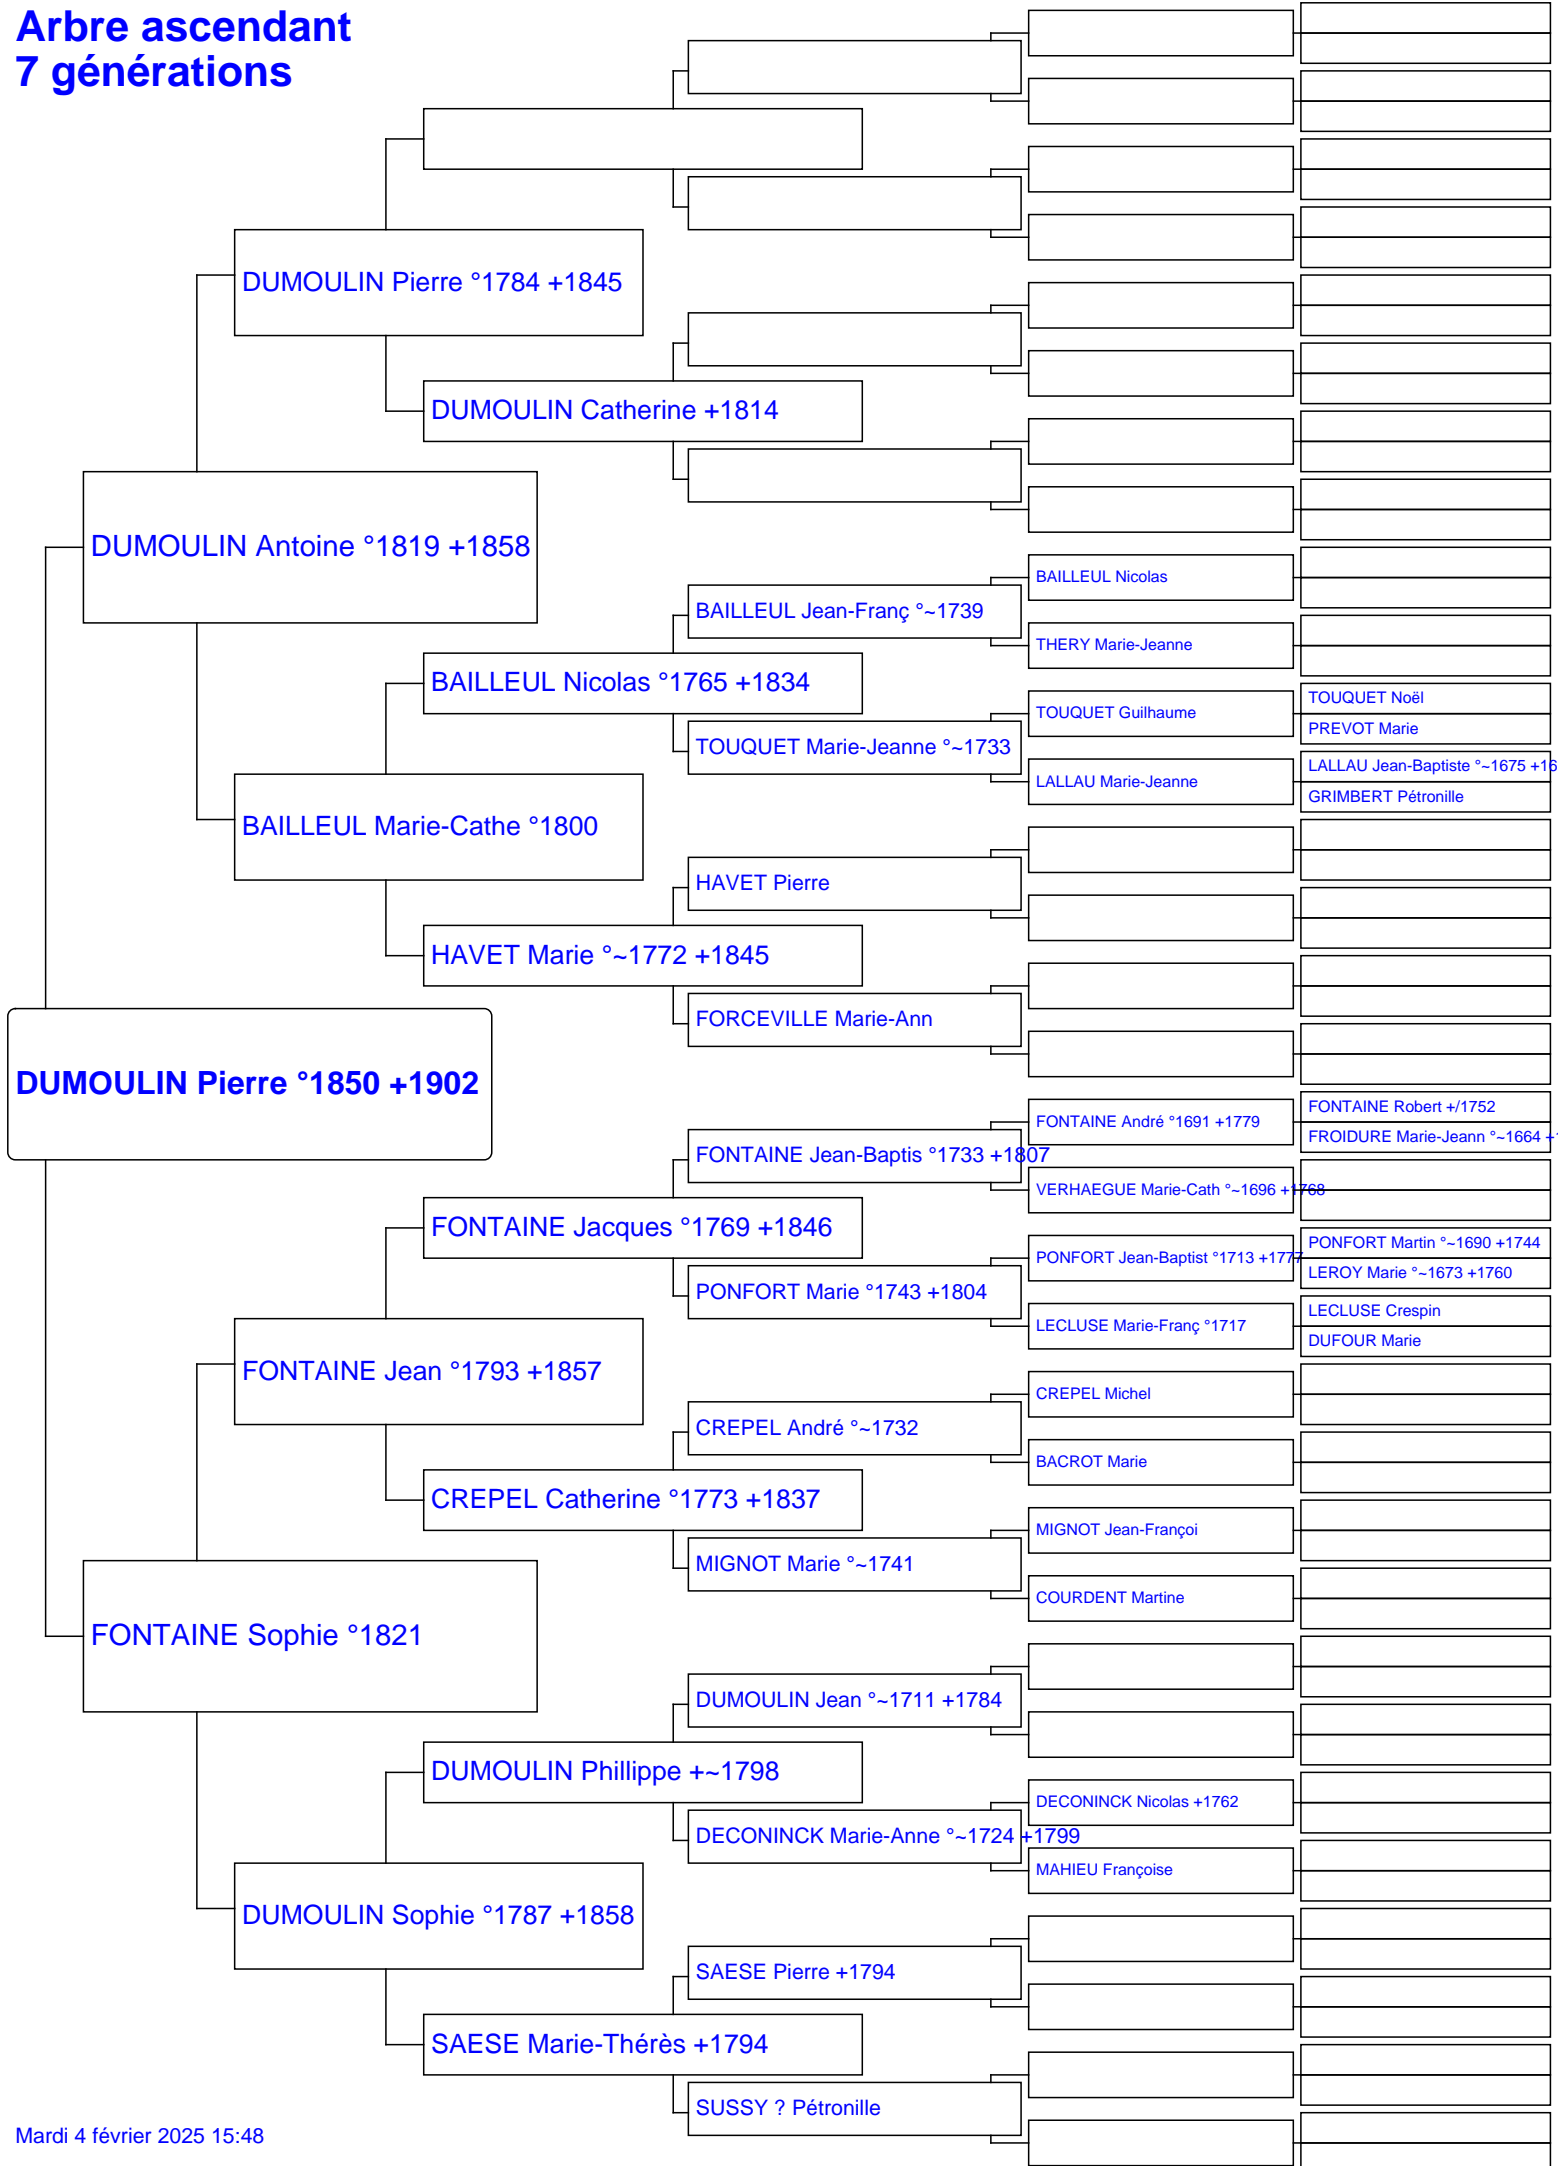 Arbre ascendant
7 générations
DUMOULIN Pierre °1784 +1845
DUMOULIN Catherine +1814
DUMOULIN Antoine °1819 +1858
BAILLEUL Nicolas
BAILLEUL Jean-Franç °~1739
THERY Marie-Jeanne
BAILLEUL Nicolas °1765 +1834
TOUQUET Noël
TOUQUET Guilhaume
PREVOT Marie
TOUQUET Marie-Jeanne °~1733
LALLAU Jean-Baptiste °~1675 +16
LALLAU Marie-Jeanne
GRIMBERT Pétronille
BAILLEUL Marie-Cathe °1800
HAVET Pierre
HAVET Marie °~1772 +1845
FORCEVILLE Marie-Ann
DUMOULIN Pierre °1850 +1902
FONTAINE Robert +/1752
FONTAINE André °1691 +1779
FROIDURE Marie-Jeann °~1664 +1
FONTAINE Jean-Baptis °1733 +1807
VERHAEGUE Marie-Cath °~1696 +1768
FONTAINE Jacques °1769 +1846
PONFORT Martin °~1690 +1744
PONFORT Jean-Baptist °1713 +1777
LEROY Marie °~1673 +1760
PONFORT Marie °1743 +1804
LECLUSE Crespin
LECLUSE Marie-Franç °1717
DUFOUR Marie
FONTAINE Jean °1793 +1857
CREPEL Michel
CREPEL André °~1732
BACROT Marie
CREPEL Catherine °1773 +1837
MIGNOT Jean-Françoi
MIGNOT Marie °~1741
COURDENT Martine
FONTAINE Sophie °1821
DUMOULIN Jean °~1711 +1784
DUMOULIN Phillippe +~1798
DECONINCK Nicolas +1762
DECONINCK Marie-Anne °~1724 +1799
MAHIEU Françoise
DUMOULIN Sophie °1787 +1858
SAESE Pierre +1794
SAESE Marie-Thérès +1794
SUSSY ? Pétronille
Mardi 4 février 2025 15:48